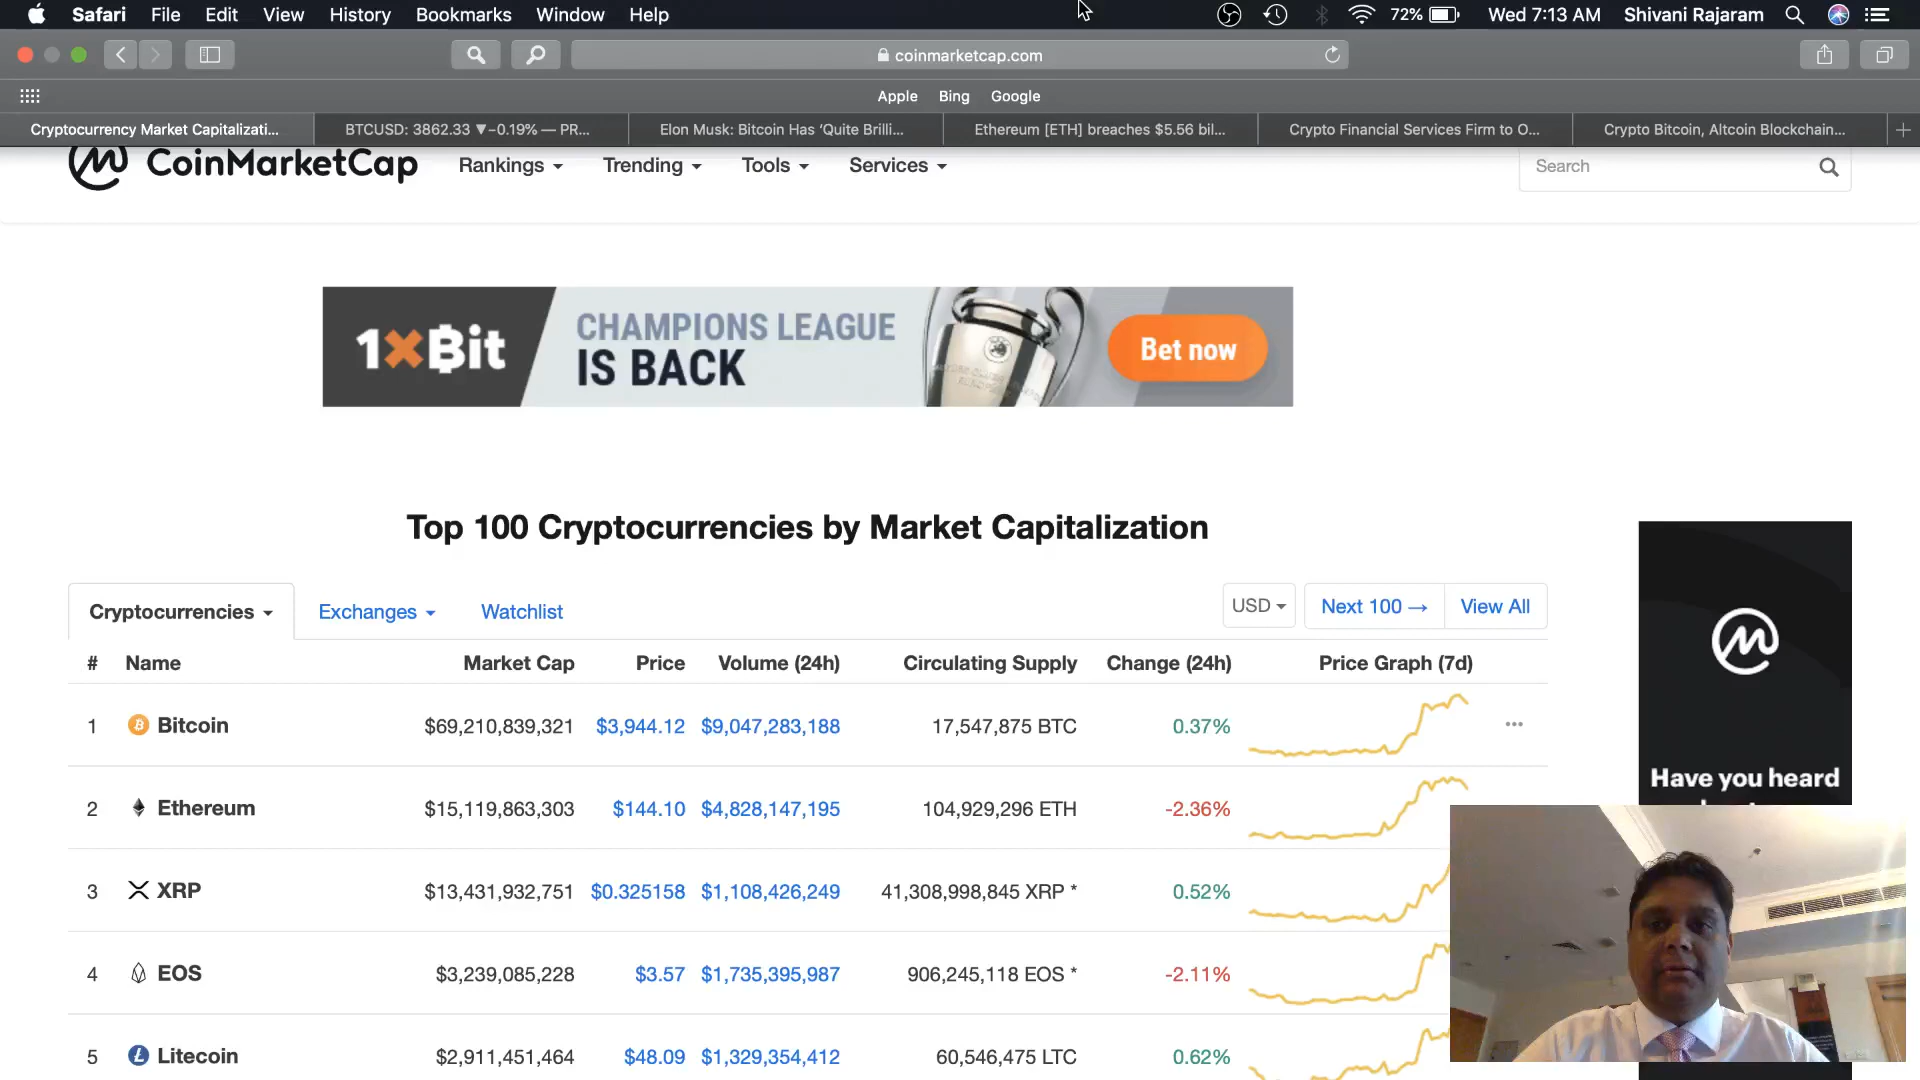 Safari File Edit View History Bookmarks Window Help 72% Wed 7:13 AM Shivani Rajaram
coinmarketcap.com
Apple Bing Google
Cryptocurrency Market Capitalizati... BTCUSD: 3862.33 ▼−0.19% — PR... Elon Musk: Bitcoin Has ‘Quite Brilli... Ethereum [ETH] breaches $5.56 bil... Crypto Financial Services Firm to O... Crypto Bitcoin, Altcoin Blockchain...
CoinMarketCap Rankings Trending Tools Services Search
1xBit CHAMPIONS LEAGUE
IS BACK
Bet now
Top 100 Cryptocurrencies by Market Capitalization
Cryptocurrencies Exchanges Watchlist USD Next 100 → View All
# Name Market Cap Price Volume (24h) Circulating Supply Change (24h) Price Graph (7d)
1 Bitcoin $69,210,839,321 $3,944.12 $9,047,283,188 17,547,875 BTC 0.37%
2 Ethereum $15,119,863,303 $144.10 $4,828,147,195 104,929,296 ETH -2.36%
3 XRP $13,431,932,751 $0.325158 $1,108,426,249 41,308,998,845 XRP * 0.52%
4 EOS $3,239,085,228 $3.57 $1,735,395,987 906,245,118 EOS * -2.11%
5 Litecoin $2,911,451,464 $48.09 $1,329,354,412 60,546,475 LTC 0.62%
Have you heard